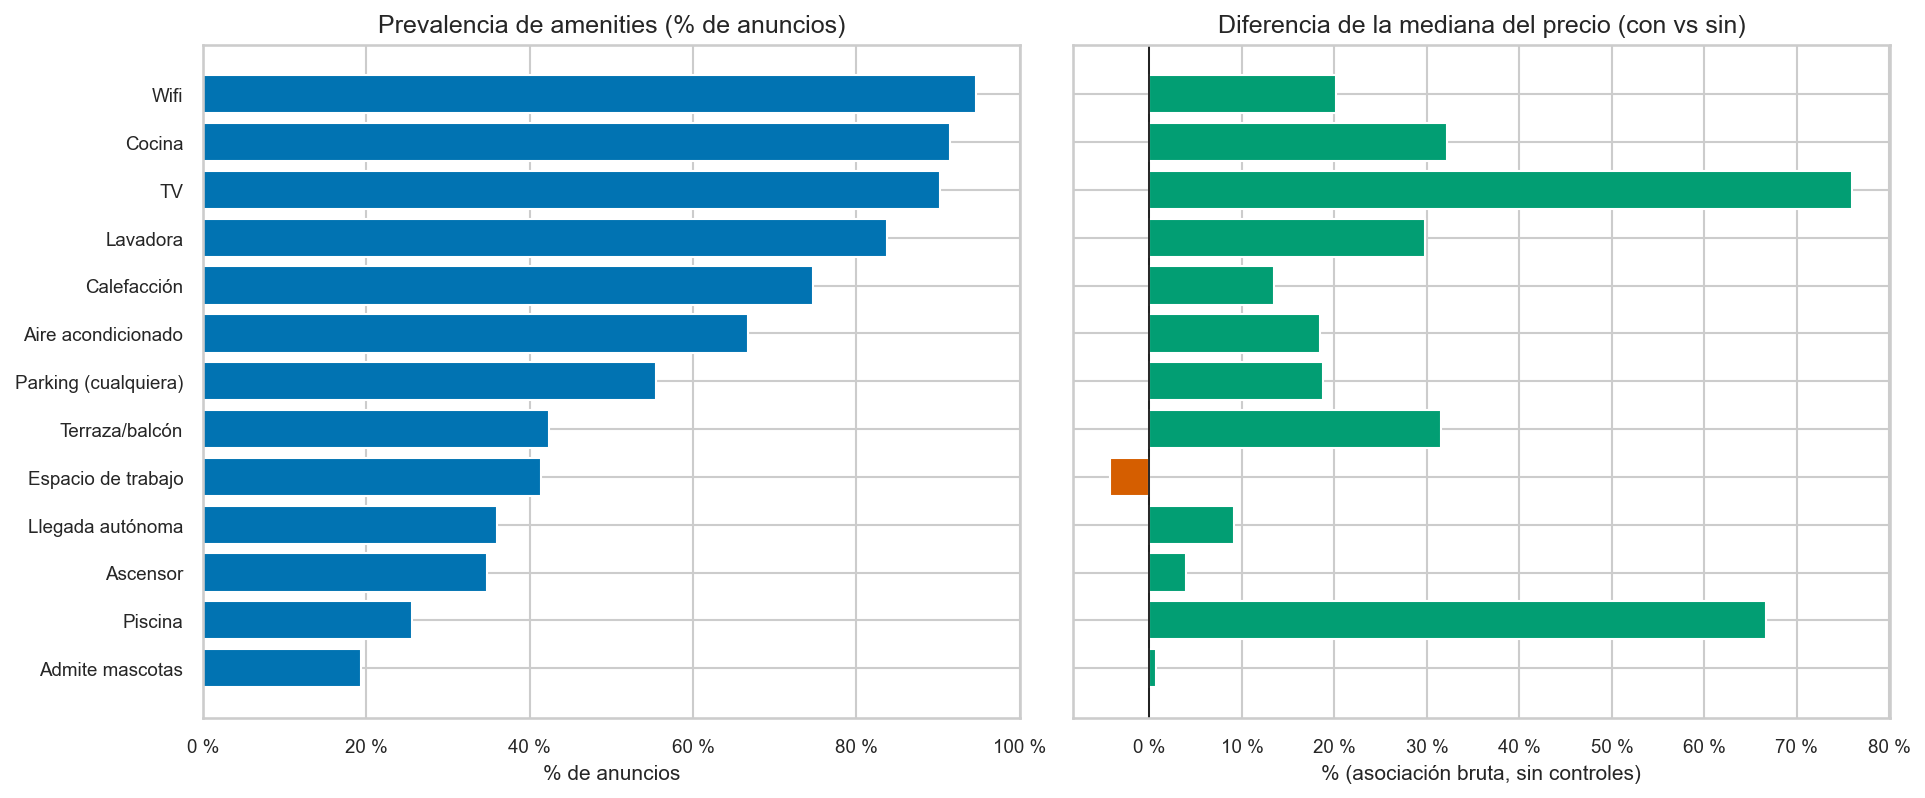 Prevalencia de amenities (% de anuncios)
Wifi
Cocina
TV
Lavadora
Calefacción
Aire acondicionado
Parking (cualquiera)
Terraza/balcón
Espacio de trabajo
Llegada autónoma
Ascensor
Piscina
Admite mascotas
0 % 20 % 40 % 60 % 80 % 100 %
% de anuncios
Diferencia de la mediana del precio (con vs sin)
0 % 10 % 20 % 30 % 40 % 50 % 60 % 70 % 80 %
% (asociación bruta, sin controles)